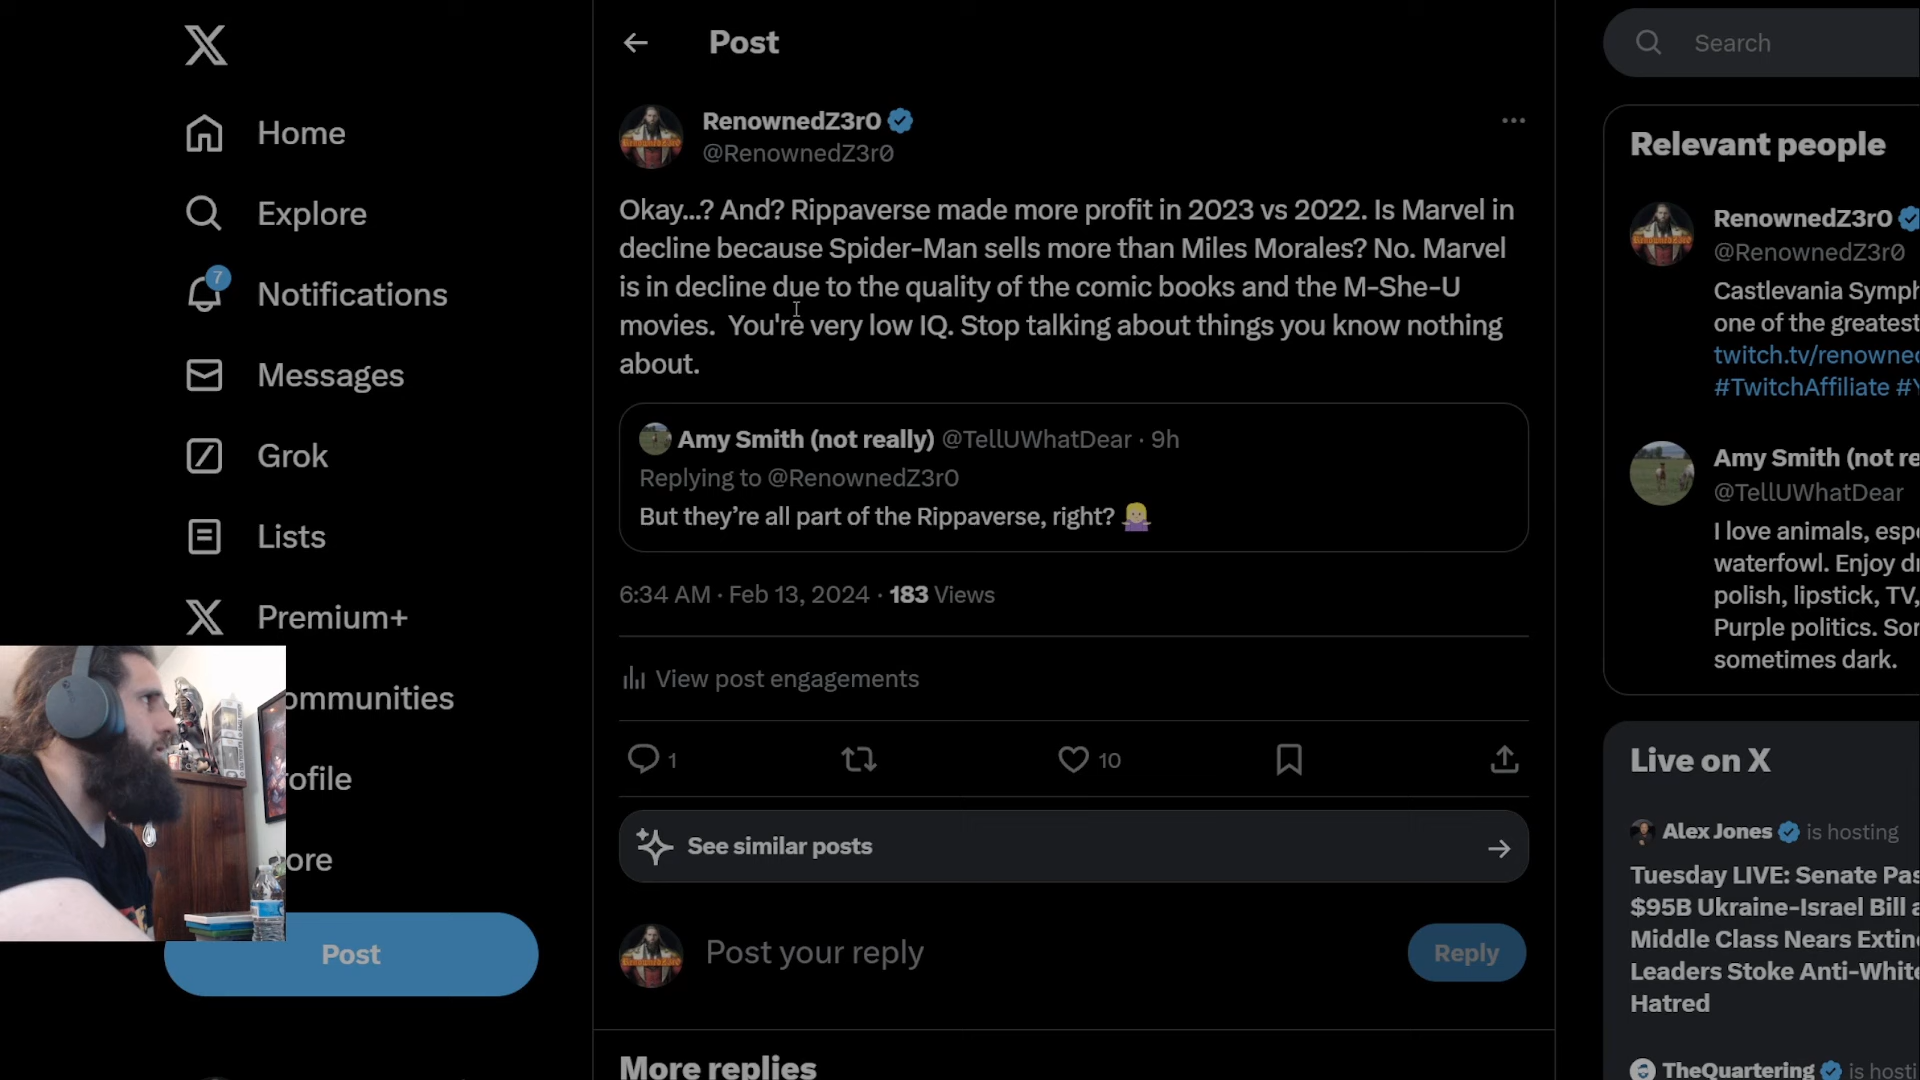 Home
Explore
7
Notifications
Messages
Grok
Lists
Premium+
ommunities
rofile
ore
Post
Post
RenownedZ3r0
@RenownedZ3r0
Okay...? And? Rippaverse made more profit in 2023 vs 2022. Is Marvel in
decline because Spider-Man sells more than Miles Morales? No. Marvel
is in decline due to the quality of the comic books and the M-She-U
movies.  You're very low IQ. Stop talking about things you know nothing
about.
Amy Smith (not really) @TellUWhatDear · 9h
Replying to @RenownedZ3r0
But they're all part of the Rippaverse, right? 🤷🏼‍♀️
6:34 AM · Feb 13, 2024 · 183 Views
View post engagements
1
10
See similar posts
Post your reply
Reply
More replies
Search
Relevant people
RenownedZ3r0
@RenownedZ3r0
Castlevania Symph
one of the greatest
twitch.tv/renowned
#TwitchAffiliate #Y
Amy Smith (not re
@TellUWhatDear
I love animals, espe
waterfowl. Enjoy dr
polish, lipstick, TV,
Purple politics. Sor
sometimes dark.
Live on X
Alex Jones is hosting
Tuesday LIVE: Senate Pas
$95B Ukraine-Israel Bill a
Middle Class Nears Extin
Leaders Stoke Anti-White
Hatred
TheQuartering is hosti